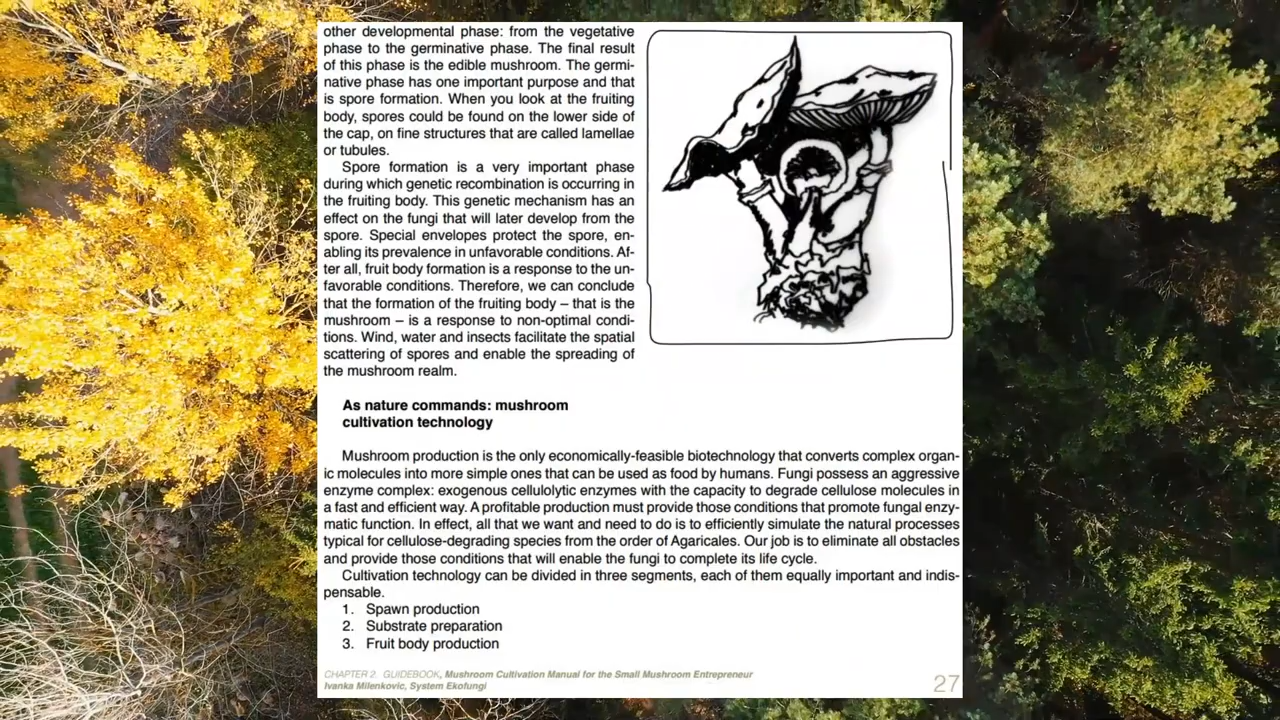 other developmental phase: from the vegetative
phase to the germinative phase. The final result
of this phase is the edible mushroom. The germi-
native phase has one important purpose and that
is spore formation. When you look at the fruiting
body, spores could be found on the lower side of
the cap, on fine structures that are called lamellae
or tubules.
Spore formation is a very important phase
during which genetic recombination is occurring in
the fruiting body. This genetic mechanism has an
effect on the fungi that will later develop from the
spore. Special envelopes protect the spore, en-
abling its prevalence in unfavorable conditions. Af-
ter all, fruit body formation is a response to the un-
favorable conditions. Therefore, we can conclude
that the formation of the fruiting body – that is the
mushroom – is a response to non-optimal condi-
tions. Wind, water and insects facilitate the spatial
scattering of spores and enable the spreading of
the mushroom realm.
As nature commands: mushroom
cultivation technology
Mushroom production is the only economically-feasible biotechnology that converts complex organ-
ic molecules into more simple ones that can be used as food by humans. Fungi possess an aggressive
enzyme complex: exogenous cellulolytic enzymes with the capacity to degrade cellulose molecules in
a fast and efficient way. A profitable production must provide those conditions that promote fungal enzy-
matic function. In effect, all that we want and need to do is to efficiently simulate the natural processes
typical for cellulose-degrading species from the order of Agaricales. Our job is to eliminate all obstacles
and provide those conditions that will enable the fungi to complete its life cycle.
Cultivation technology can be divided in three segments, each of them equally important and indis-
pensable.
1. Spawn production
2. Substrate preparation
3. Fruit body production
CHAPTER 2 GUIDEBOOK, Mushroom Cultivation Manual for the Small Mushroom Entrepreneur
Ivanka Milenkovic, System Ekofungi
27